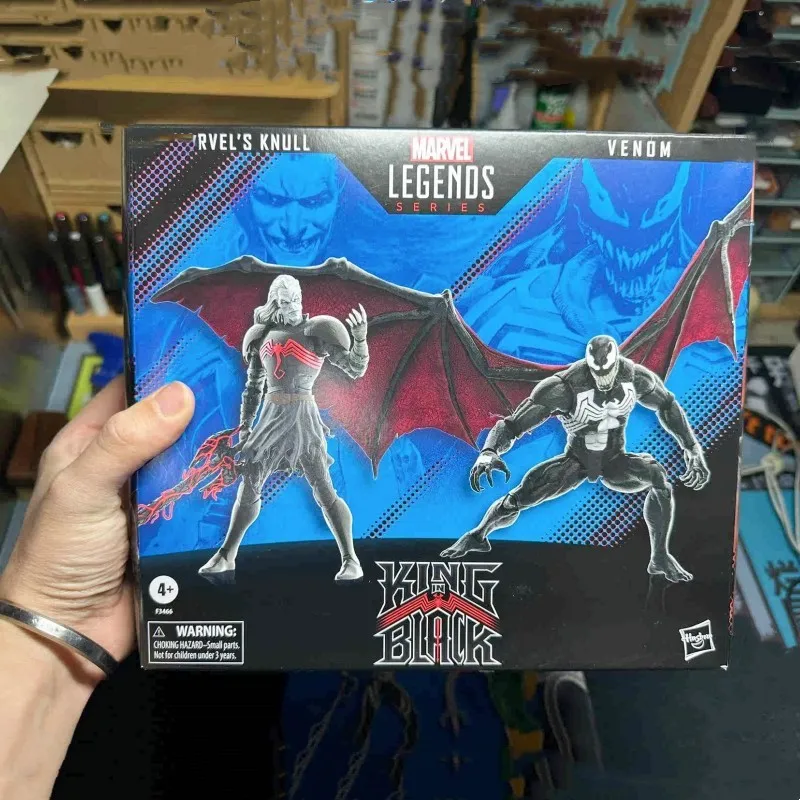 RVEL'S KNULL
MARVEL
LEGENDS
SERIES
VENOM
KING
IN
BLACK
4+
F3466
WARNING:
CHOKING HAZARD—Small parts.
Not for children under 3 years.
Hasbro